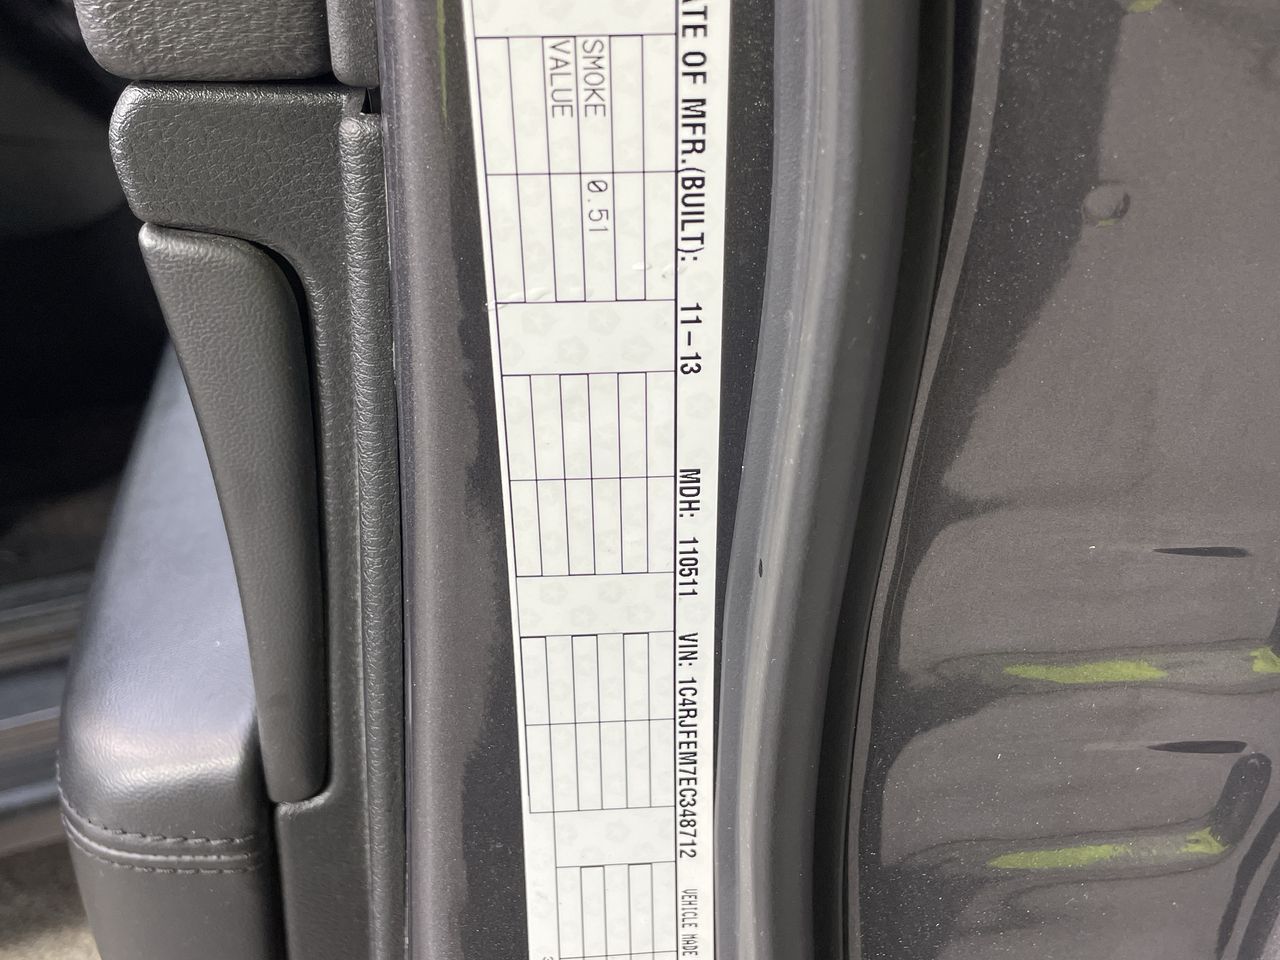 ATE OF MFR.(BUILT): 11-13 MDH: 110511 VIN: 1C4RJFEM7EC348712 VEHICLE MADE
SMOKE 0.51
VALUE